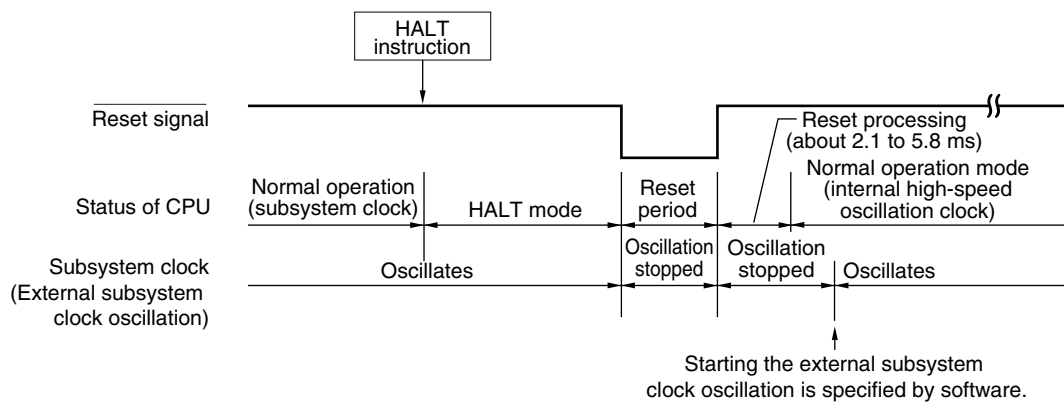 HALT
instruction
Reset signal
Reset processing
(about 2.1 to 5.8 ms)
Status of CPU
Normal operation
(subsystem clock)
HALT mode
Reset
period
Normal operation mode
(internal high-speed
oscillation clock)
Subsystem clock
(External subsystem
clock oscillation)
Oscillates
Oscillation
stopped
Oscillation
stopped
Oscillates
Starting the external subsystem
clock oscillation is specified by software.